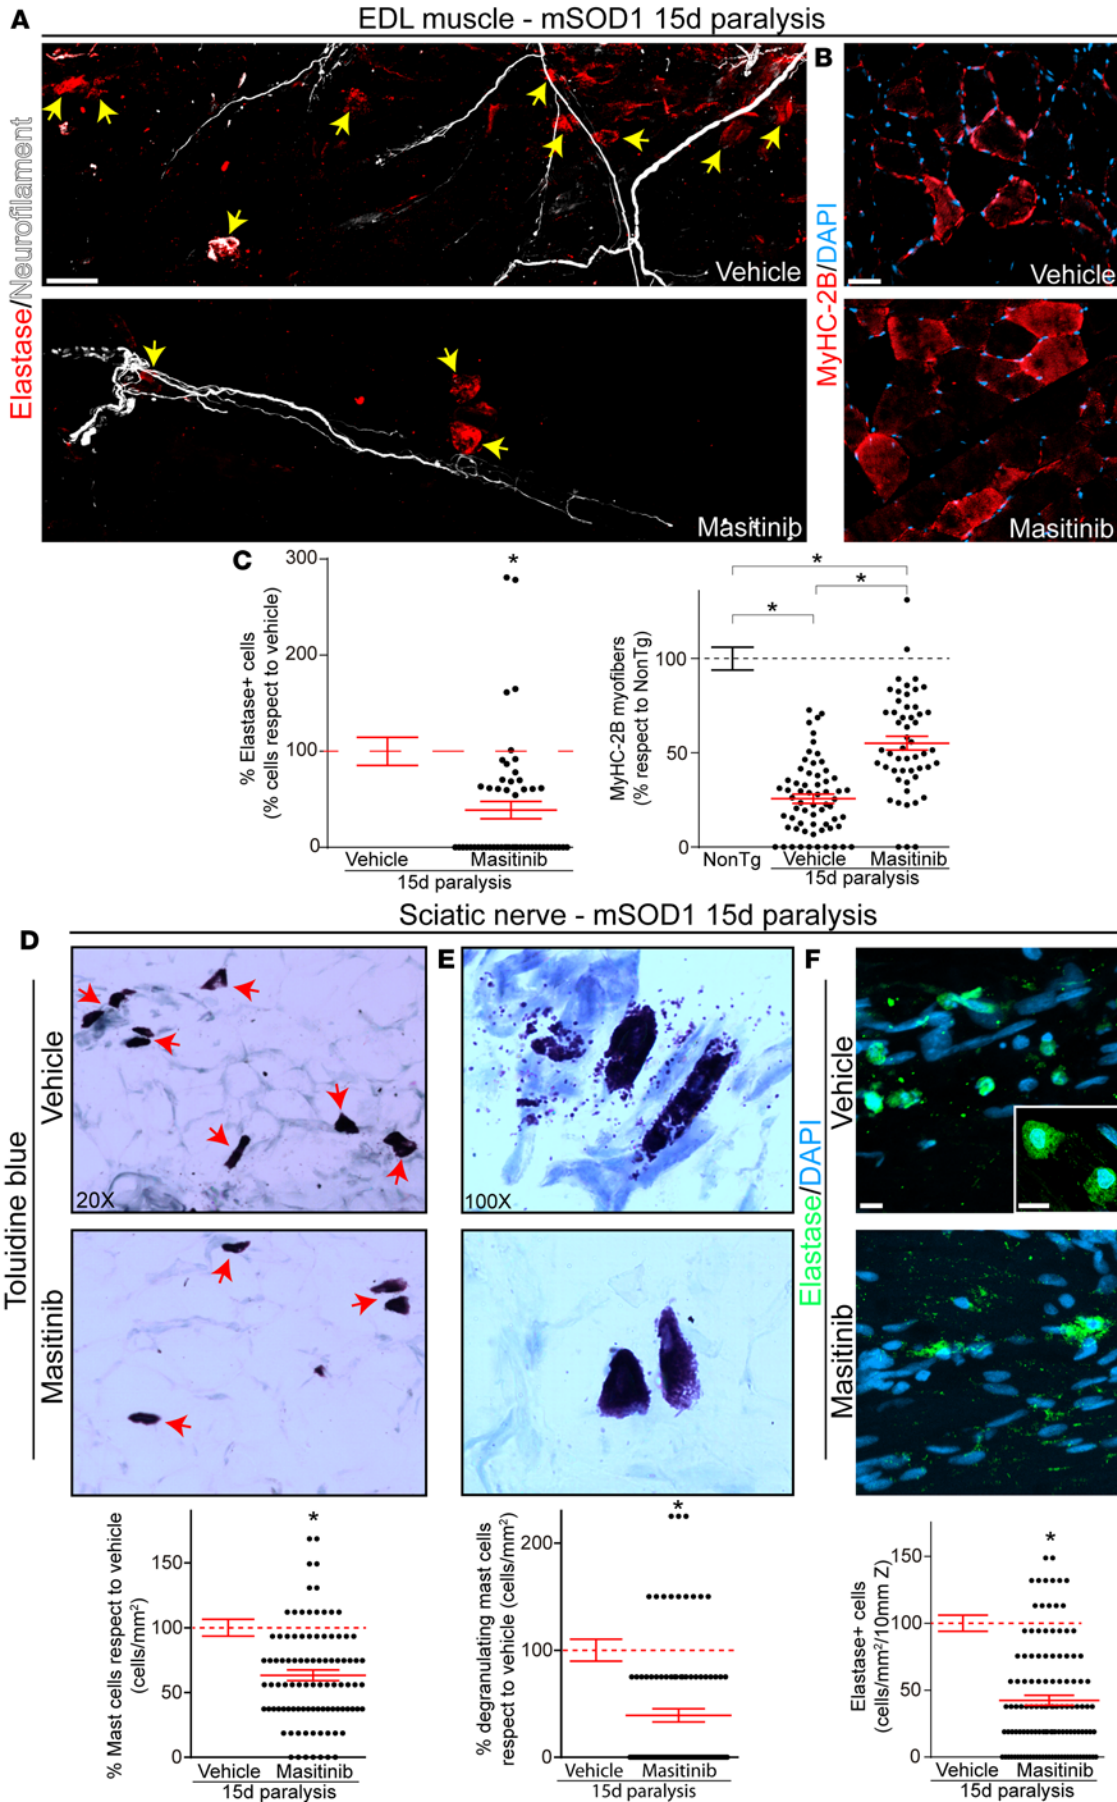 A
EDL muscle - mSOD1 15d paralysis
Elastase/Neurofilament
Vehicle
Masitinib
B
MyHC-2B/DAPI
Vehicle
Masitinib
C
% Elastase+ cells
(% cells respect to vehicle)
300
200
100
0
*
Vehicle
Masitinib
15d paralysis
MyHC-2B myofibers
(% respect to NonTg)
100
50
0
*
*
*
NonTg
Vehicle
Masitinib
15d paralysis
Sciatic nerve - mSOD1 15d paralysis
D
Toluidine blue
Vehicle
20X
Masitinib
E
100X
F
Elastase/DAPI
Vehicle
Masitinib
% Mast cells respect to vehicle
(cells/mm²)
150
100
50
0
*
Vehicle
Masitinib
15d paralysis
% degranulating mast cells
respect to vehicle (cells/mm²)
200
100
0
*
Vehicle
Masitinib
15d paralysis
Elastase+ cells
(cells/mm²/10mm Z)
150
100
50
0
*
Vehicle
Masitinib
15d paralysis